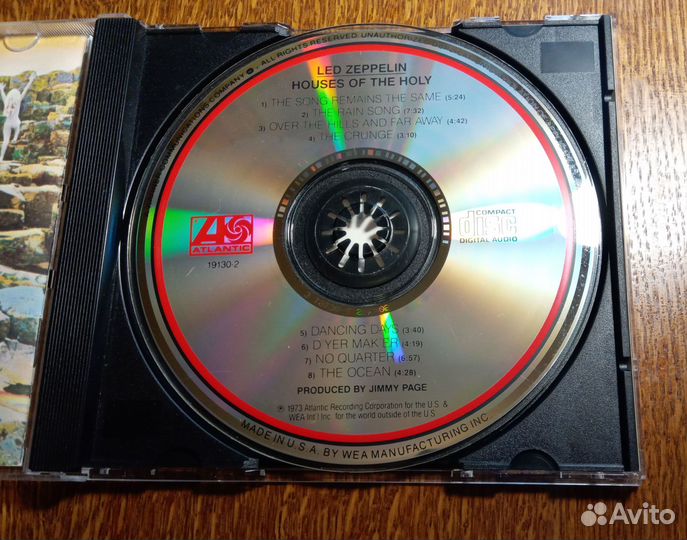 COMMUNICATIONS COMPANY ALL RIGHTS RESERVED. UNAUTHORIZED
LED ZEPPELIN
HOUSES OF THE HOLY
1) THE SONG REMAINS THE SAME (5:24)
2) THE RAIN SONG (7:32)
3) OVER THE HILLS AND FAR AWAY (4:42)
4) THE CRUNGE (3:10)
ATLANTIC
19130-2
COMPACT
disc
DIGITAL AUDIO
5) DANCING DAYS (3:40)
6) D'YER MAK'ER (4:19)
7) NO QUARTER (6:57)
8) THE OCEAN (4:28)
PRODUCED BY JIMMY PAGE
℗ 1973 Atlantic Recording Corporation for the U.S. &
WEA Int'l Inc. for the world outside of the U.S.
MADE IN U.S.A. BY WEA MANUFACTURING INC
Avito